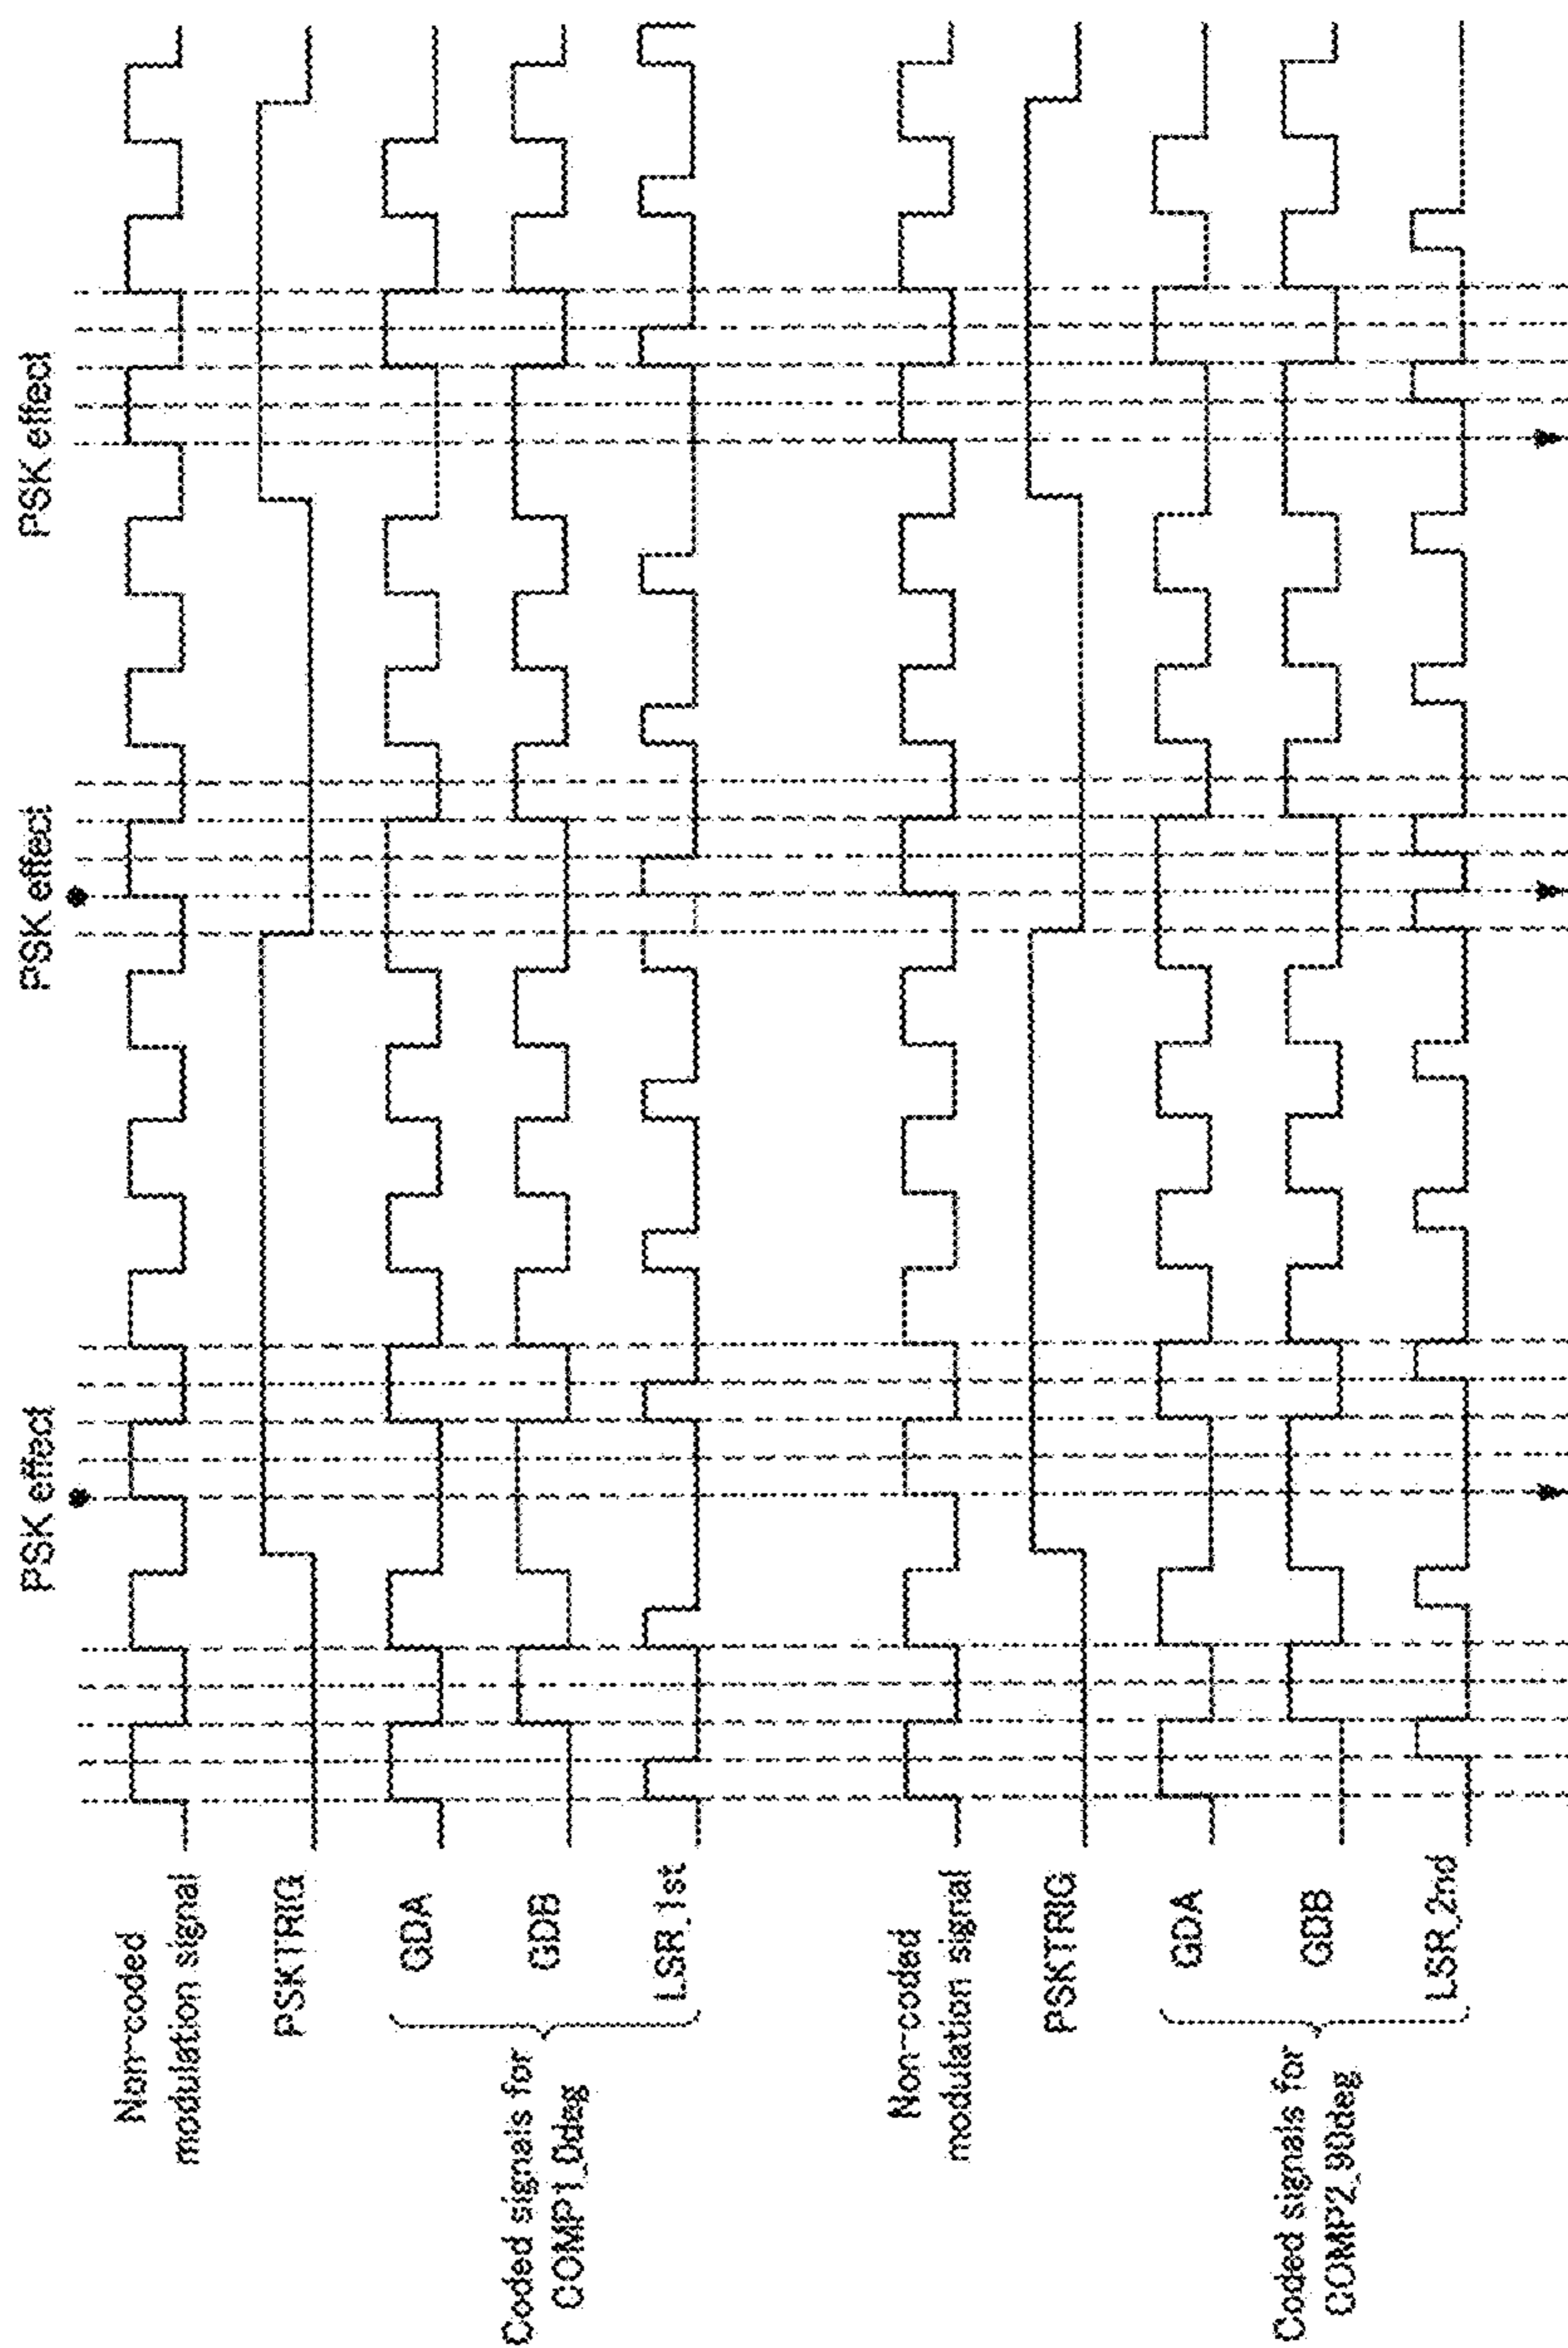 PSK effect
PSK effect
PSK effect
Non-coded
modulation signal
PSKTRIG
Coded signals for
COMP1_0deg
GDA
GDB
LSR_1st
Non-coded
modulation signal
PSKTRIG
Coded signals for
COMP2_90deg
GDA
GDB
LSR_2nd